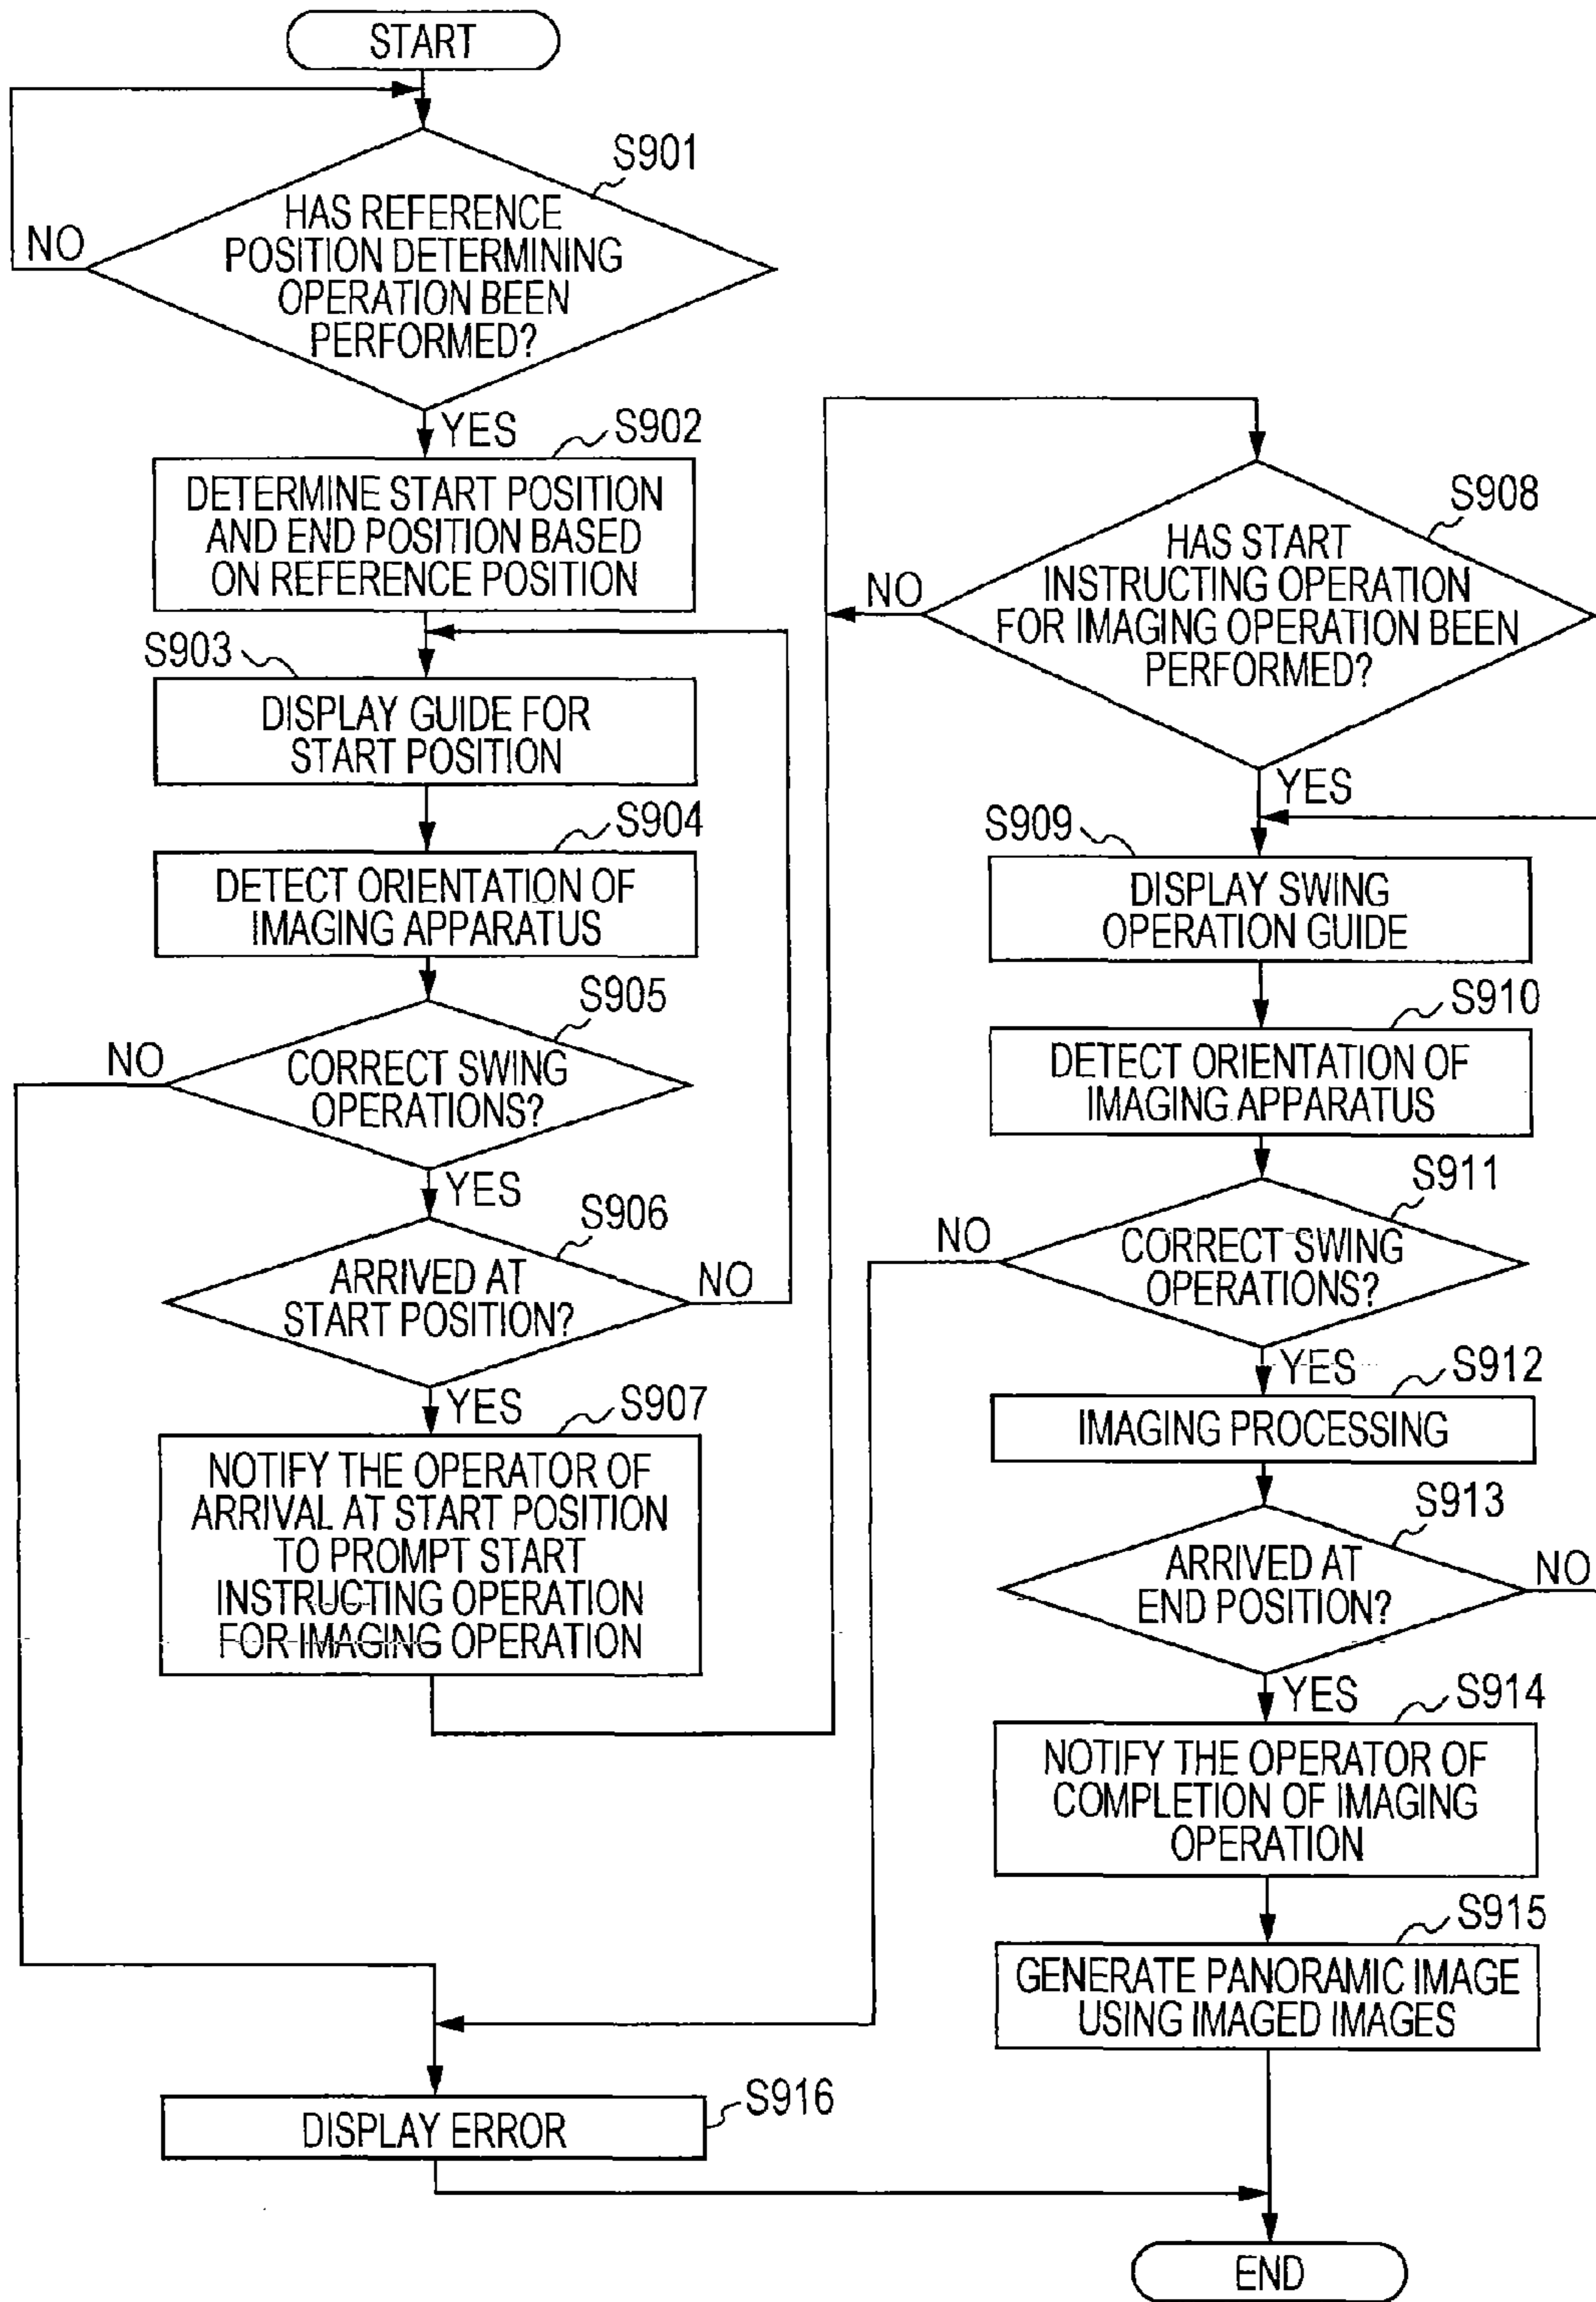 START
S901
HAS REFERENCE
POSITION DETERMINING
OPERATION BEEN
PERFORMED?
NO
YES
S902
DETERMINE START POSITION
AND END POSITION BASED
ON REFERENCE POSITION
S903
DISPLAY GUIDE FOR
START POSITION
S904
DETECT ORIENTATION OF
IMAGING APPARATUS
S905
NO
CORRECT SWING
OPERATIONS?
YES
S906
ARRIVED AT
START POSITION?
NO
YES
S907
NOTIFY THE OPERATOR OF
ARRIVAL AT START POSITION
TO PROMPT START
INSTRUCTING OPERATION
FOR IMAGING OPERATION
S908
HAS START
INSTRUCTING OPERATION
FOR IMAGING OPERATION BEEN
PERFORMED?
NO
YES
S909
DISPLAY SWING
OPERATION GUIDE
S910
DETECT ORIENTATION OF
IMAGING APPARATUS
S911
NO
CORRECT SWING
OPERATIONS?
YES
S912
IMAGING PROCESSING
S913
ARRIVED AT
END POSITION?
NO
YES
S914
NOTIFY THE OPERATOR OF
COMPLETION OF IMAGING
OPERATION
S915
GENERATE PANORAMIC IMAGE
USING IMAGED IMAGES
S916
DISPLAY ERROR
END